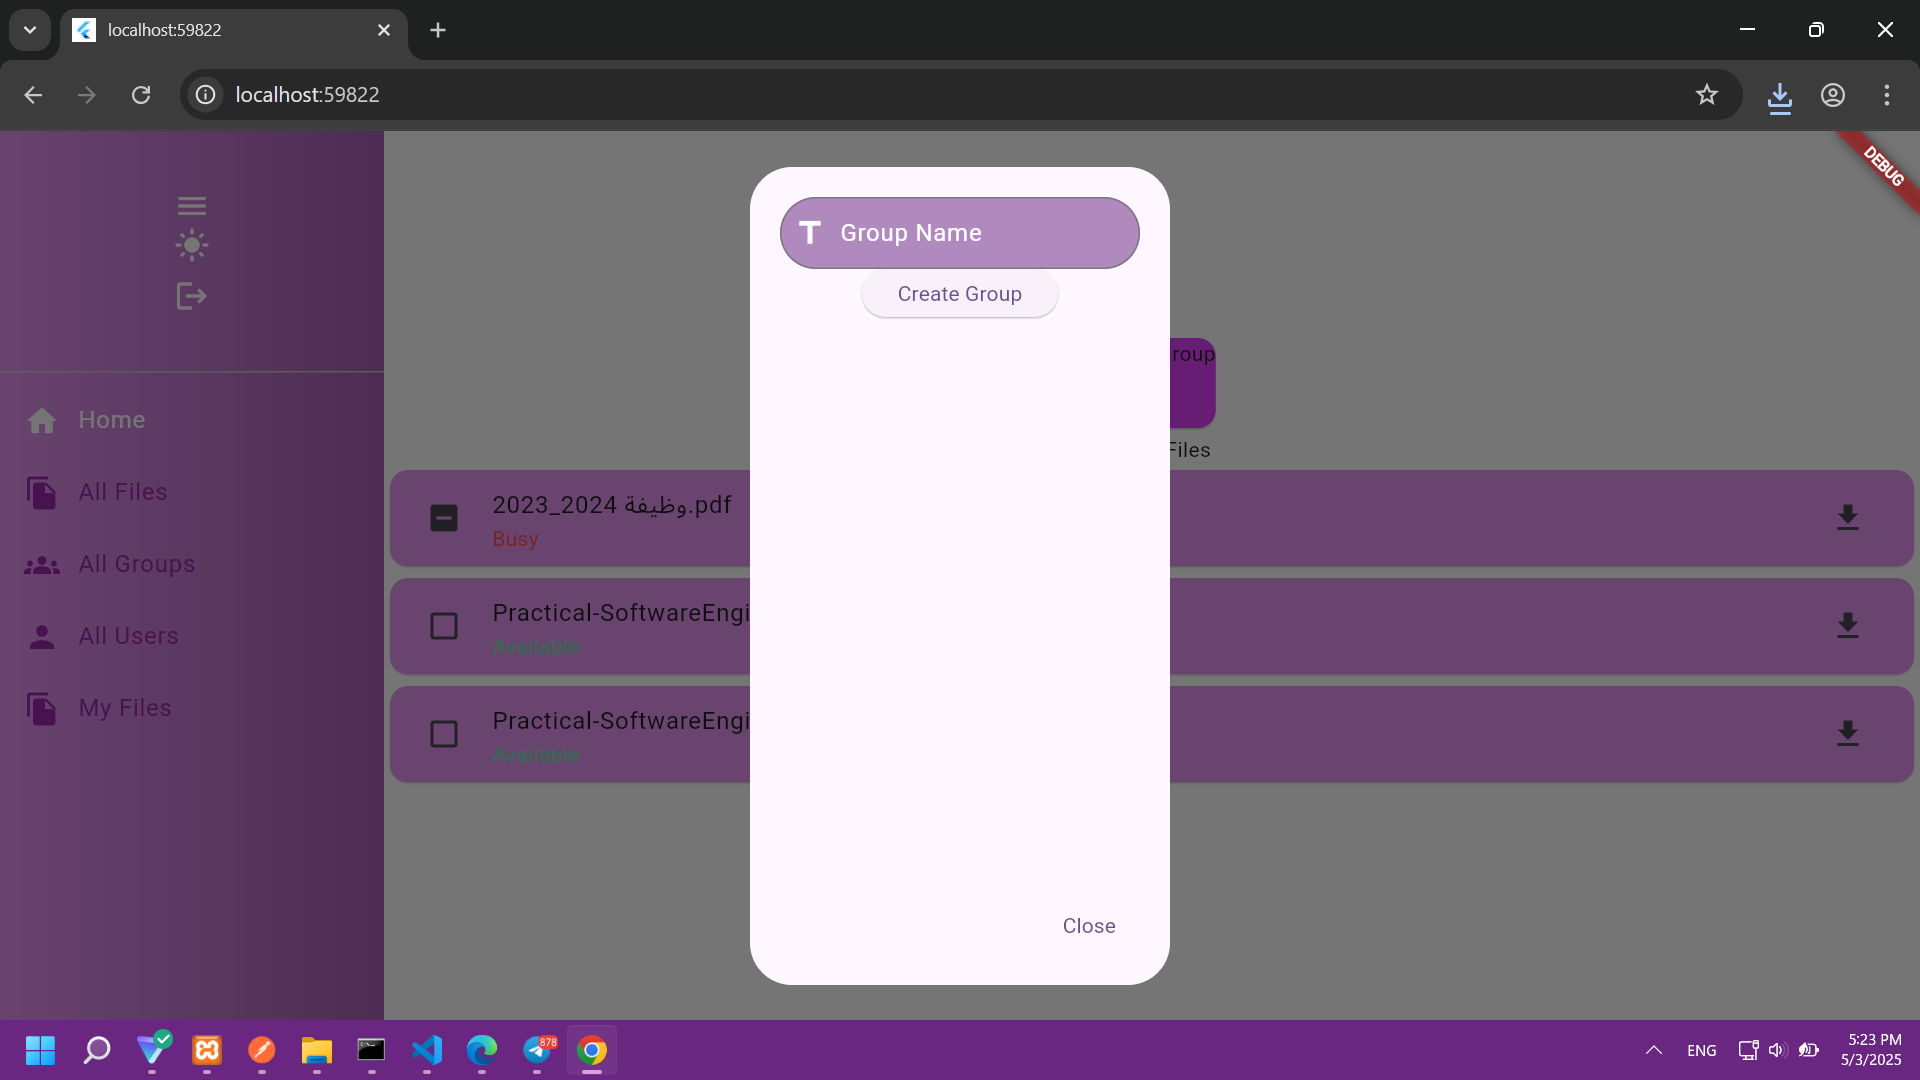 localhost:59822
localhost:59822
DEBUG
Group Name
Create Group
roup
Files
Home
All Files
All Groups
All Users
My Files
2023_2024 وظيفة.pdf
Busy
Practical-SoftwareEngi
Available
Practical-SoftwareEngi
Available
Close
878
ENG
5:23 PM
5/3/2025